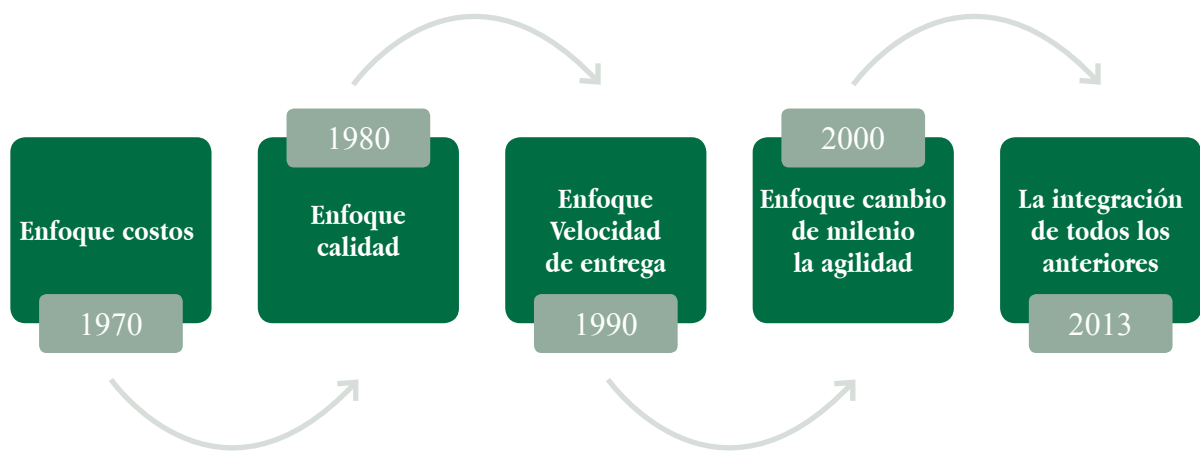 Enfoque costos
1970
1980
Enfoque
calidad
Enfoque
Velocidad
de entrega
1990
2000
Enfoque cambio
de milenio
la agilidad
La integración
de todos los
anteriores
2013